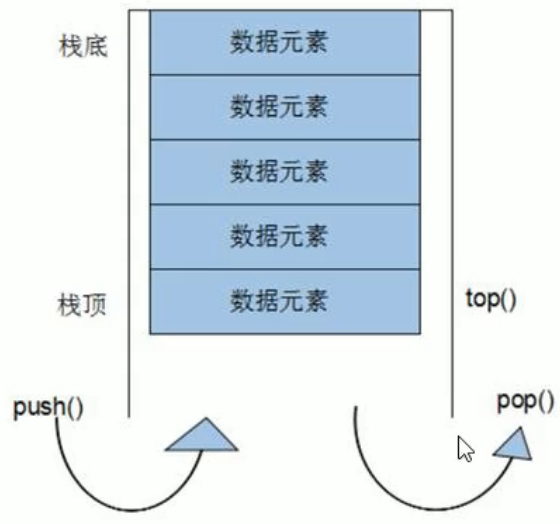 栈底
数据元素
数据元素
数据元素
数据元素
栈顶
数据元素
top()
push()
pop()